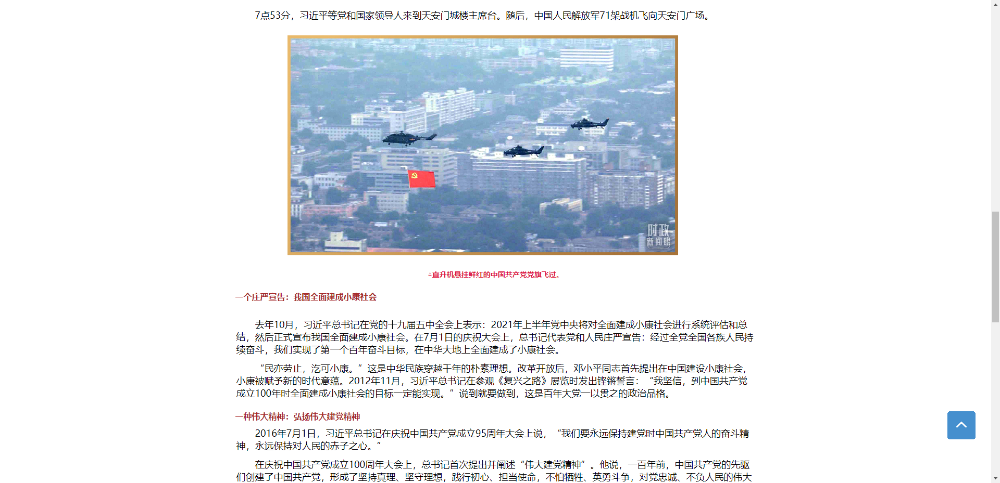 7点53分，习近平等党和国家领导人来到天安门城楼主席台。随后，中国人民解放军71架战机飞向天安门广场。
时政
新闻眼
△直升机悬挂鲜红的中国共产党党旗飞过。
一个庄严宣告：我国全面建成小康社会
去年10月，习近平总书记在党的十九届五中全会上表示：2021年上半年党中央将对全面建成小康社会进行系统评估和总
结，然后正式宣布我国全面建成小康社会。在7月1日的庆祝大会上，总书记代表党和人民庄严宣告：经过全党全国各族人民持
续奋斗，我们实现了第一个百年奋斗目标，在中华大地上全面建成了小康社会。
“民亦劳止，汔可小康。”这是中华民族穿越千年的朴素理想。改革开放后，邓小平同志首先提出在中国建设小康社会，
小康被赋予新的时代意蕴。2012年11月，习近平总书记在参观《复兴之路》展览时发出铿锵誓言：“我坚信，到中国共产党
成立100年时全面建成小康社会的目标一定能实现。”说到就要做到，这是百年大党一以贯之的政治品格。
一种伟大精神：弘扬伟大建党精神
2016年7月1日，习近平总书记在庆祝中国共产党成立95周年大会上说，“我们要永远保持建党时中国共产党人的奋斗精
神，永远保持对人民的赤子之心。”
在庆祝中国共产党成立100周年大会上，总书记首次提出并阐述“伟大建党精神”。他说，一百年前，中国共产党的先驱
们创建了中国共产党，形成了坚持真理、坚守理想，践行初心、担当使命，不怕牺牲、英勇斗争，对党忠诚、不负人民的伟大